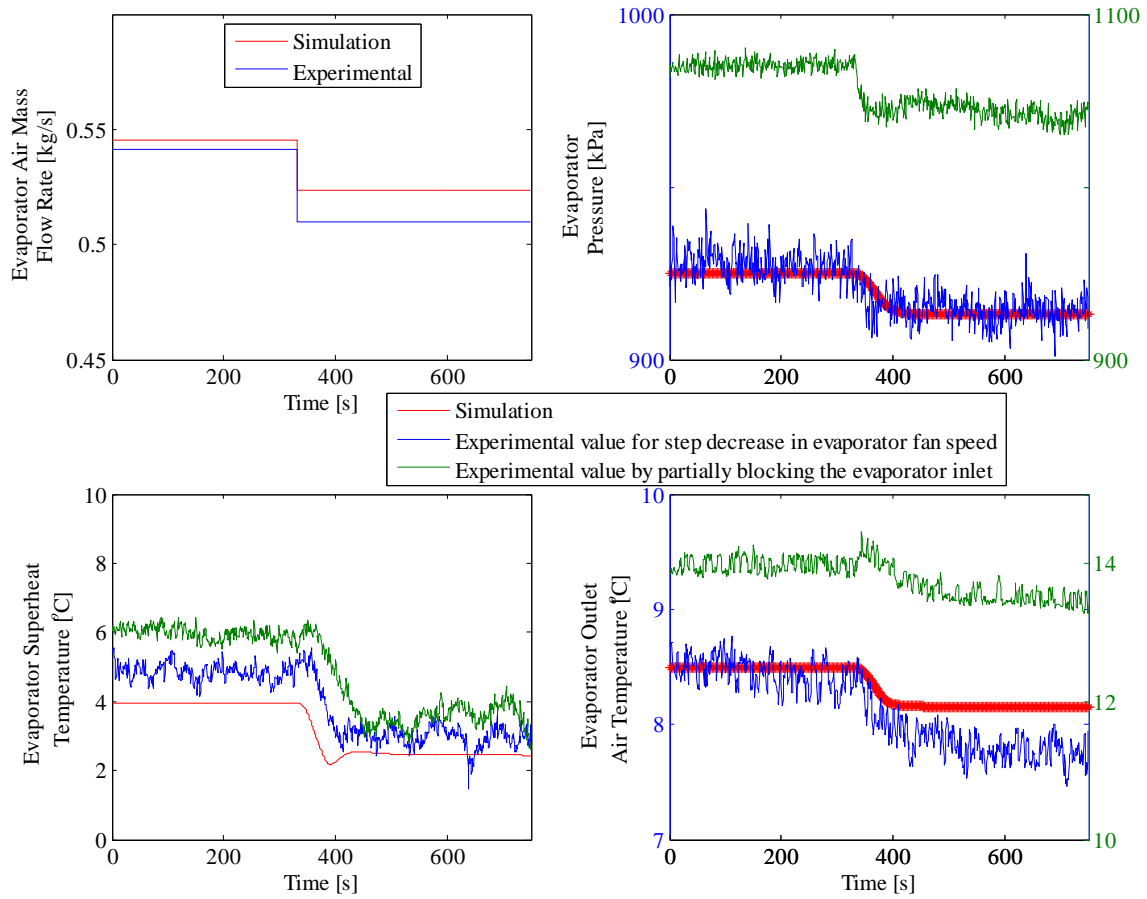 Simulation
Experimental
Evaporator Air Mass
Flow Rate [kg/s]
0.55
0.5
0.45
0
200
400
600
Time [s]
1000
950
900
Evaporator
Pressure [kPa]
1100
1000
900
0
200
400
600
Time [s]
Simulation
Experimental value for step decrease in evaporator fan speed
Experimental value by partially blocking the evaporator inlet
Evaporator Superheat
Temperature [°C]
10
8
6
4
2
0
0
200
400
600
Time [s]
Evaporator Outlet
Air Temperature [°C]
10
9
8
7
14
12
10
0
200
400
600
Time [s]